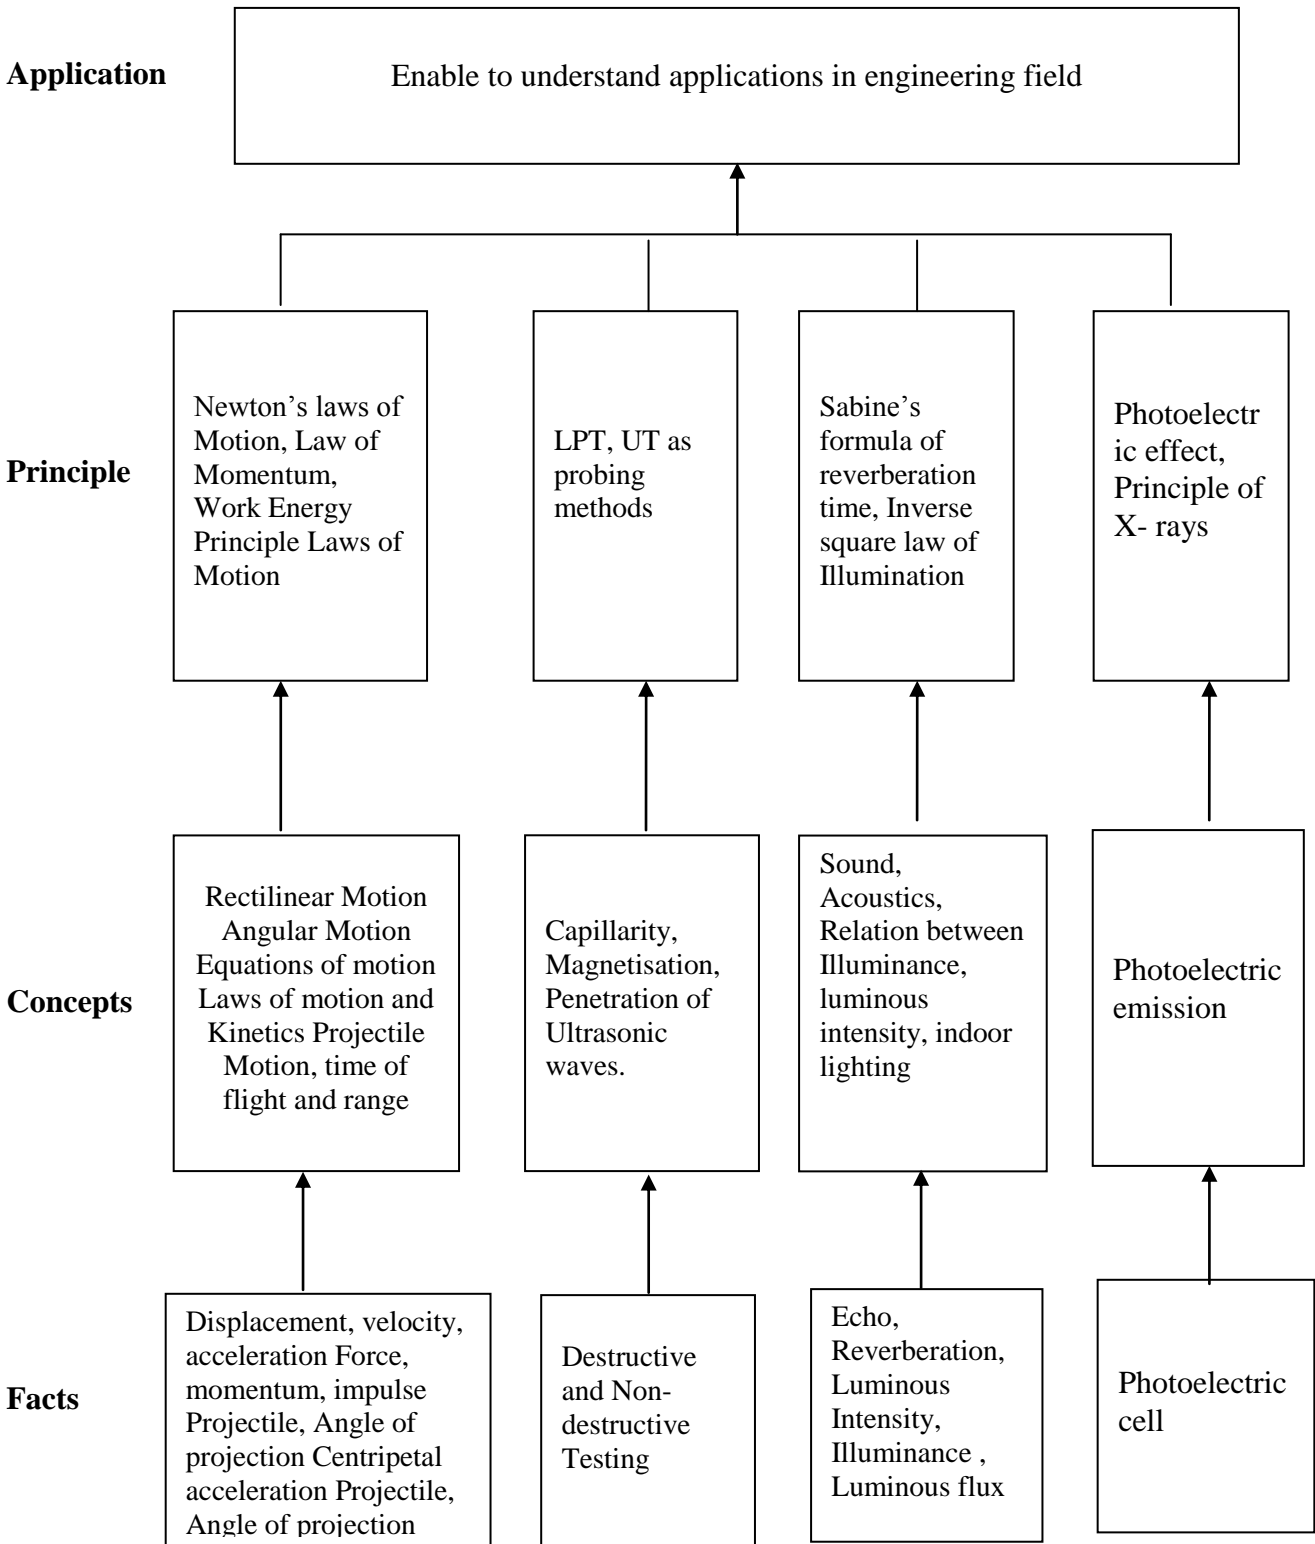 Application
Enable to understand applications in engineering field
Principle
Newton’s laws of
Motion, Law of
Momentum,
Work Energy
Principle Laws of
Motion
LPT, UT as
probing
methods
Sabine’s
formula of
reverberation
time, Inverse
square law of
Illumination
Photoelectr
ic effect,
Principle of
X- rays
Concepts
Rectilinear Motion
Angular Motion
Equations of motion
Laws of motion and
Kinetics Projectile
Motion, time of
flight and range
Capillarity,
Magnetisation,
Penetration of
Ultrasonic
waves.
Sound,
Acoustics,
Relation between
Illuminance,
luminous
intensity, indoor
lighting
Photoelectric
emission
Facts
Displacement, velocity,
acceleration Force,
momentum, impulse
Projectile, Angle of
projection Centripetal
acceleration Projectile,
Angle of projection
Destructive
and Non-
destructive
Testing
Echo,
Reverberation,
Luminous
Intensity,
Illuminance ,
Luminous flux
Photoelectric
cell